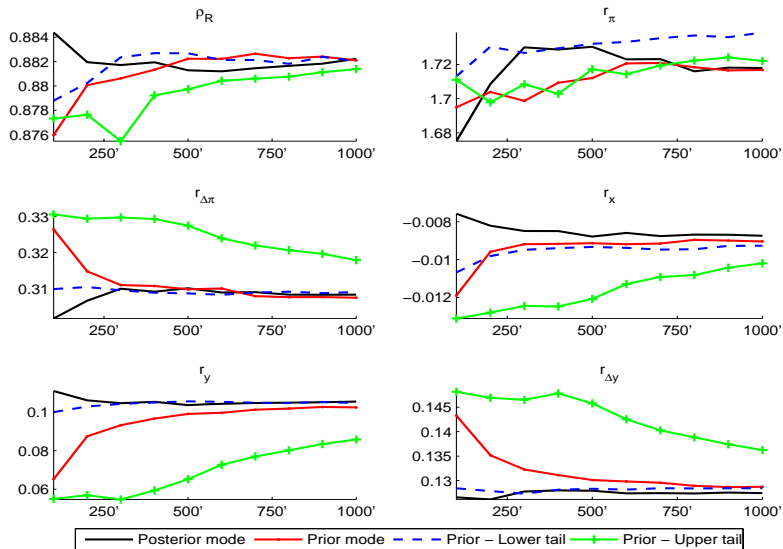 ρR
0.884
0.882
0.88
0.878
0.876
250' 500' 750' 1000'
rπ
1.72
1.7
1.68
250' 500' 750' 1000'
rΔπ
0.33
0.32
0.31
250' 500' 750' 1000'
rx
−0.008
−0.01
−0.012
250' 500' 750' 1000'
ry
0.1
0.08
0.06
250' 500' 750' 1000'
rΔy
0.145
0.14
0.135
0.13
250' 500' 750' 1000'
Posterior mode Prior mode Prior − Lower tail Prior − Upper tail